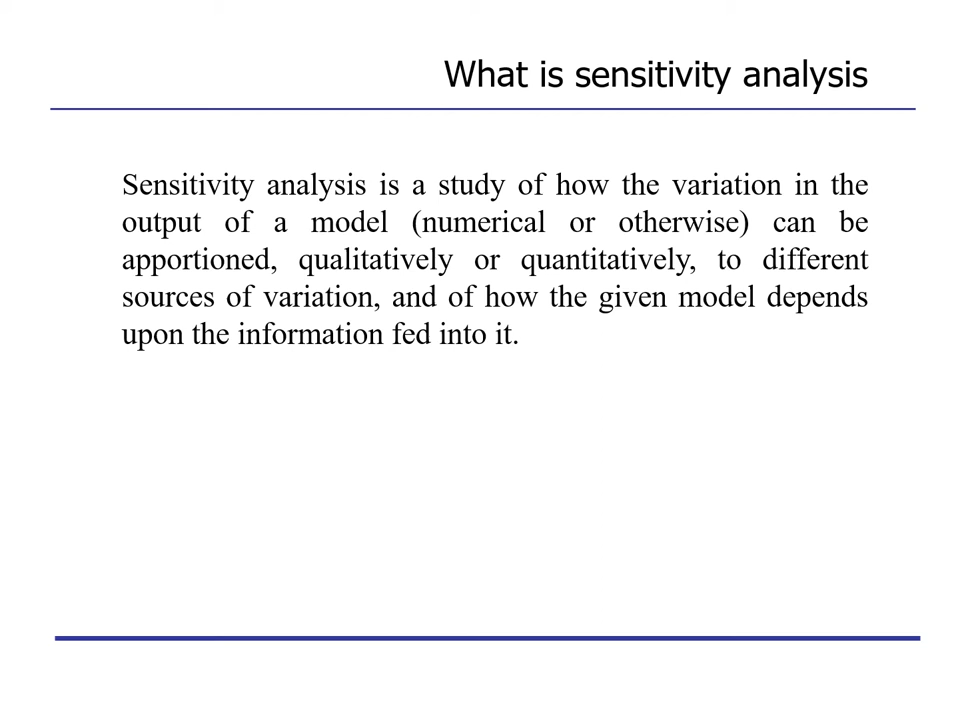 What is sensitivity analysis
Sensitivity analysis is a study of how the variation in the
output of a model (numerical or otherwise) can be
apportioned, qualitatively or quantitatively, to different
sources of variation, and of how the given model depends
upon the information fed into it.